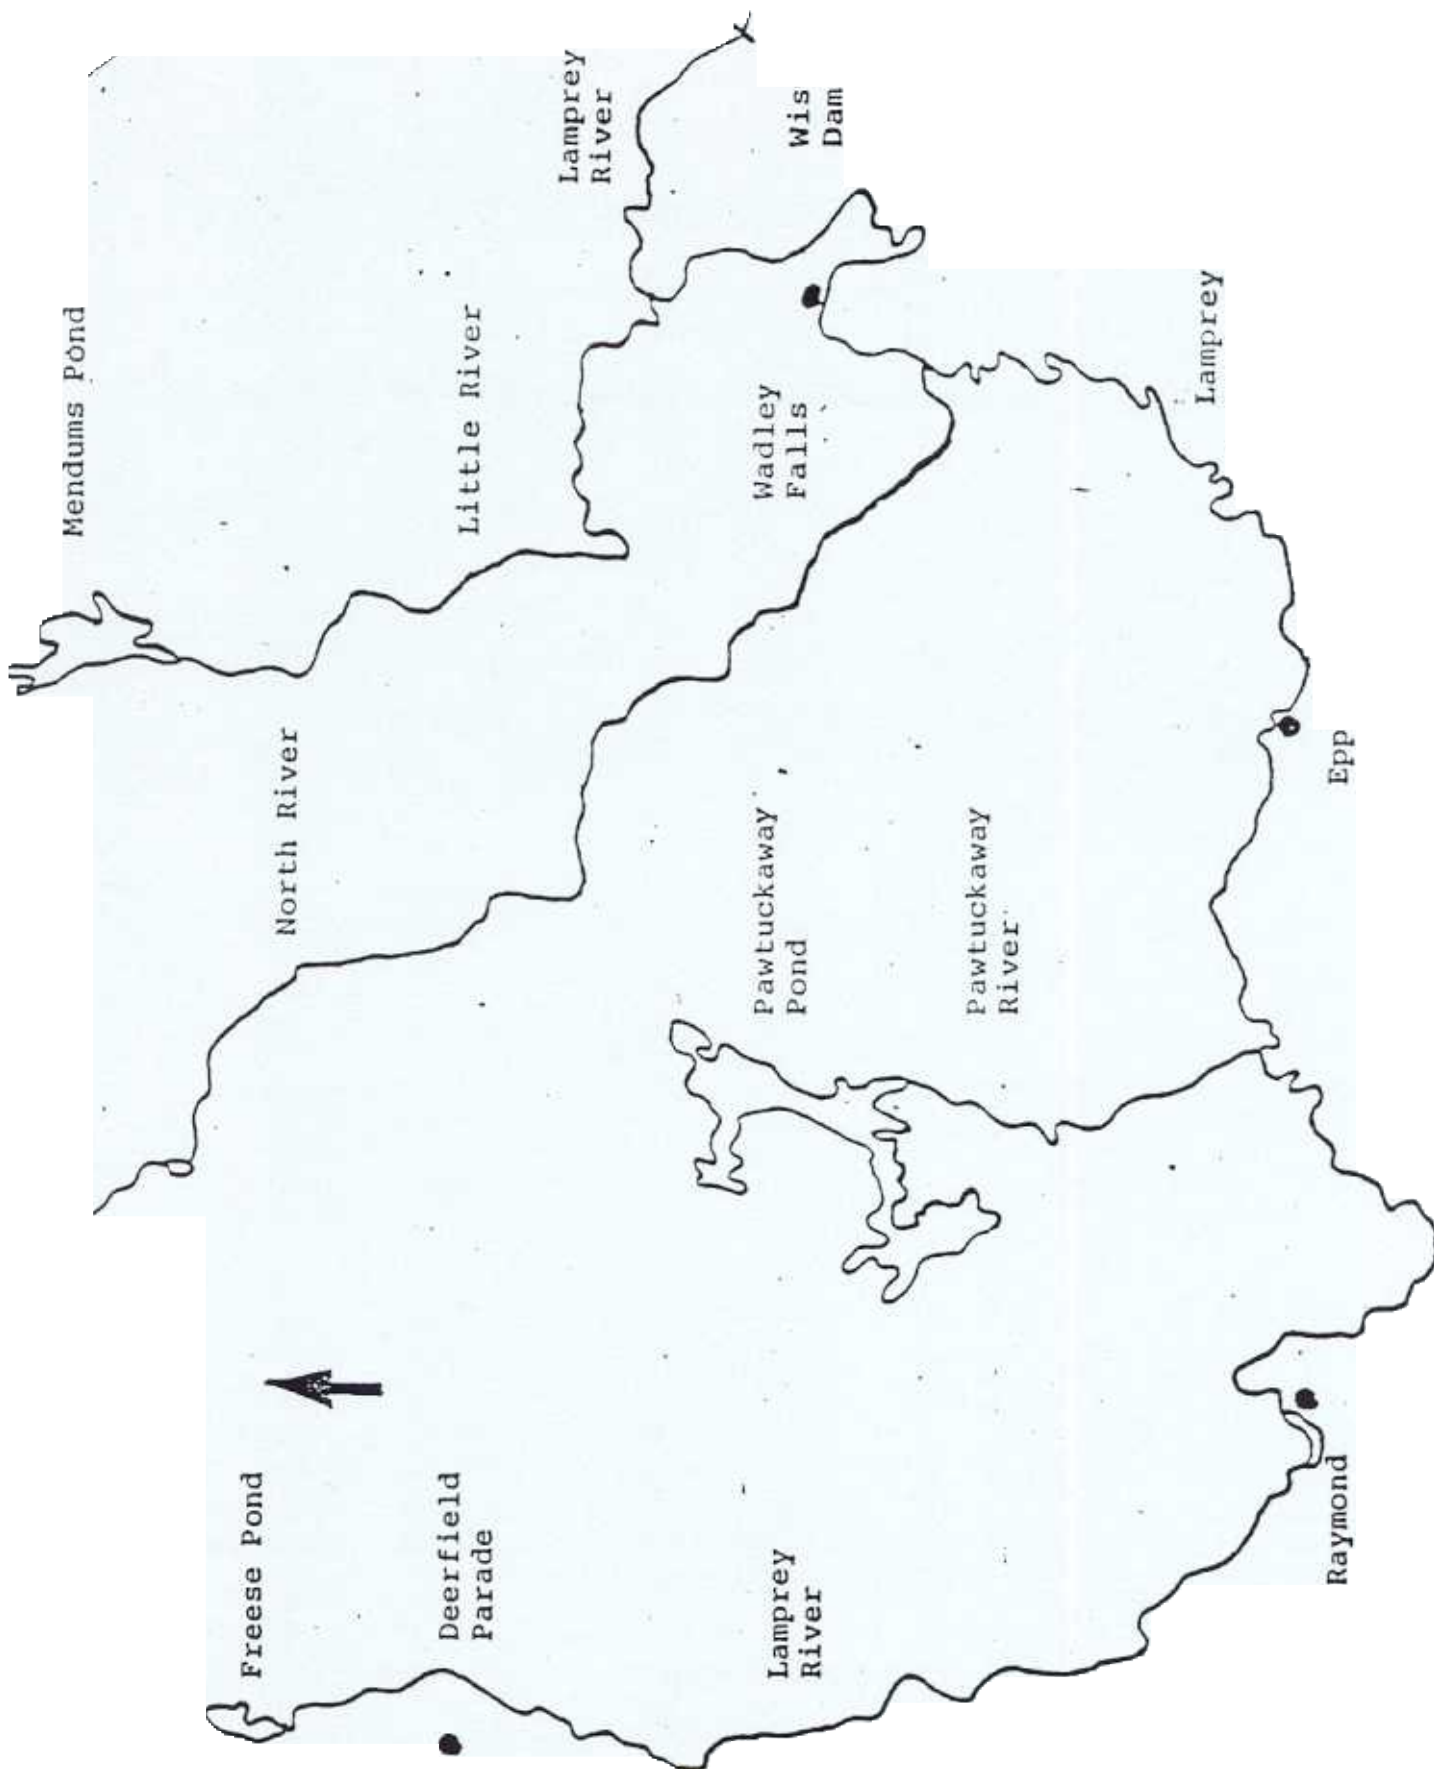 Mendums Pond
Freese Pond
North River
Deerfield
Parade
Little River
Lamprey
River
Lamprey
River
Pawtuckaway
Pond
Wadley
Falls
Wis
Dam
Pawtuckaway
River
Lamprey
Raymond
Epp